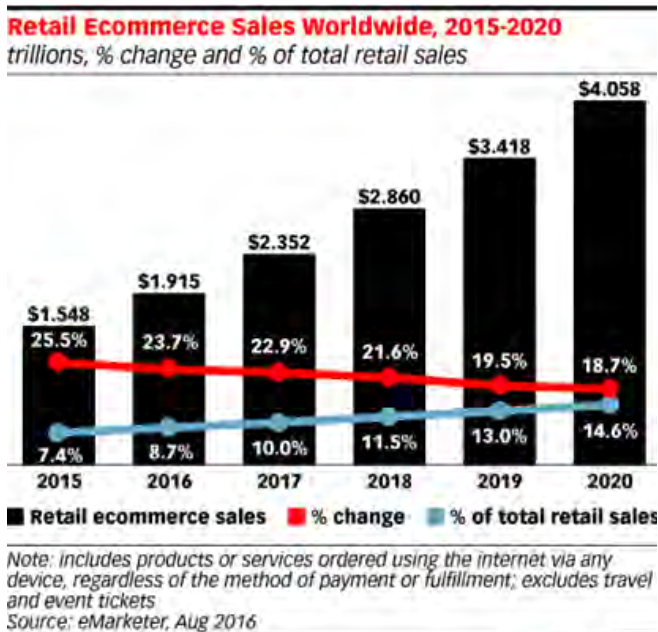 Retail Ecommerce Sales Worldwide, 2015-2020
trillions, % change and % of total retail sales
$4.058
$3.418
$2.860
$2.352
$1.915
$1.548
25.5% 23.7% 22.9% 21.6% 19.5% 18.7%
7.4% 8.7% 10.0% 11.5% 13.0% 14.6%
2015 2016 2017 2018 2019 2020
Retail ecommerce sales % change % of total retail sales
Note: includes products or services ordered using the internet via any
device, regardless of the method of payment or fulfillment; excludes travel
and event tickets
Source: eMarketer, Aug 2016